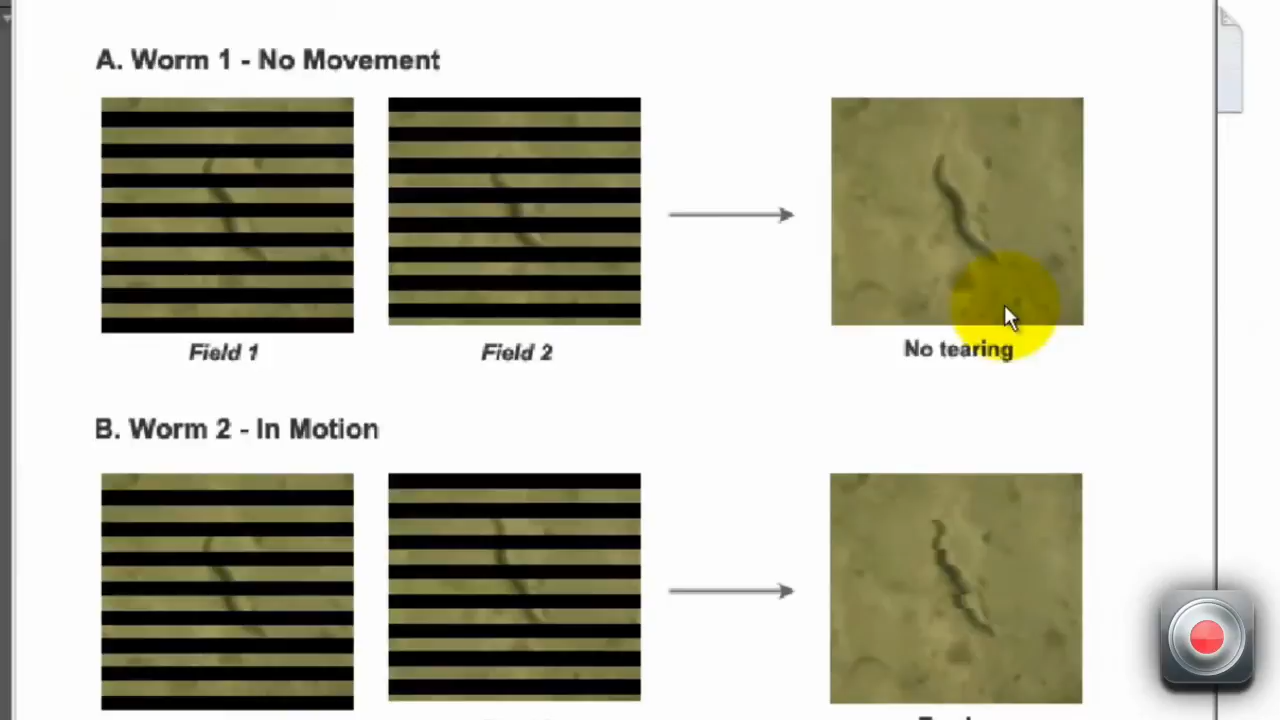 A. Worm 1 - No Movement
Field 1
Field 2
No tearing
B. Worm 2 - In Motion